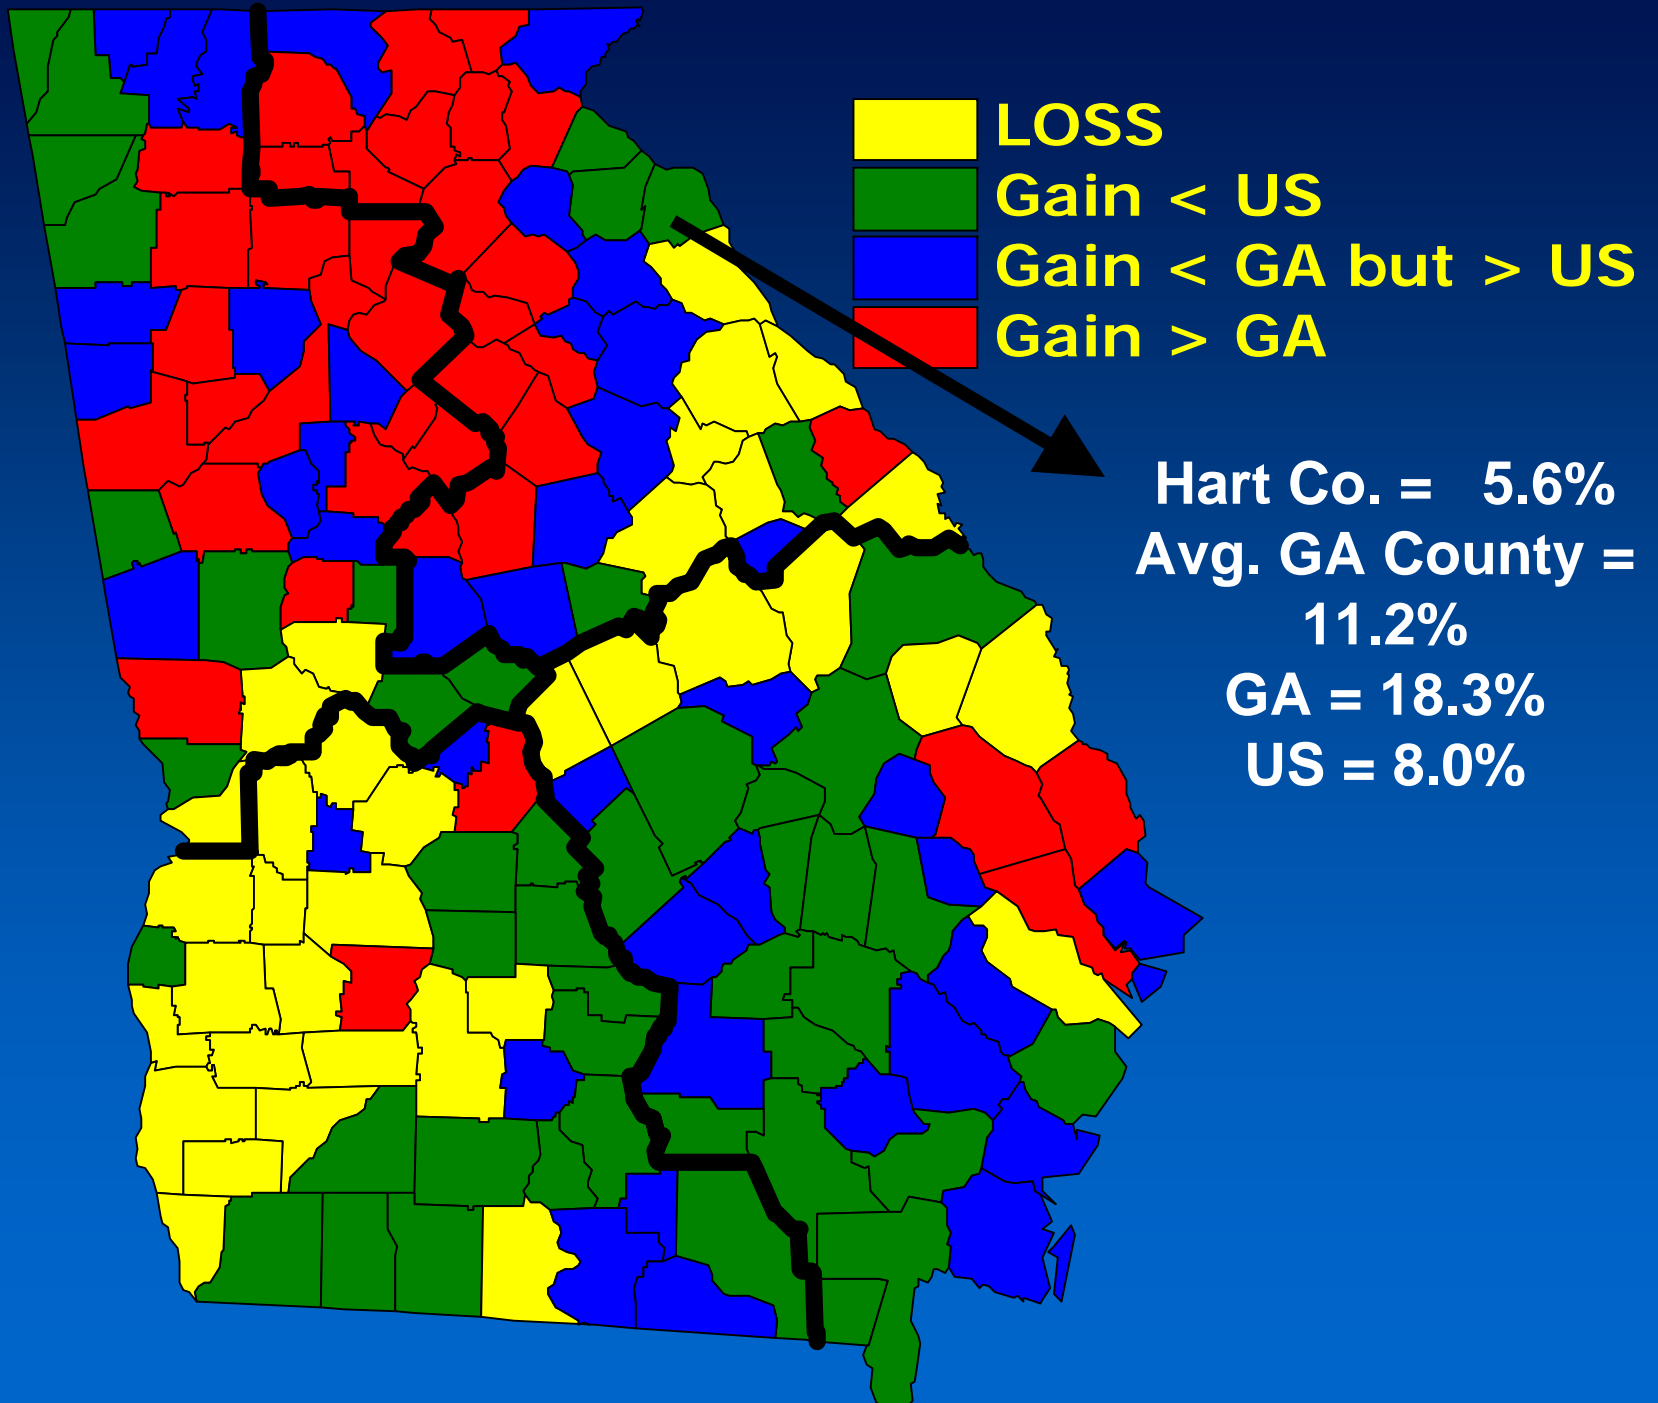 LOSS
Gain < US
Gain < GA but > US
Gain > GA
Hart Co. = 5.6%
Avg. GA County =
11.2%
GA = 18.3%
US = 8.0%